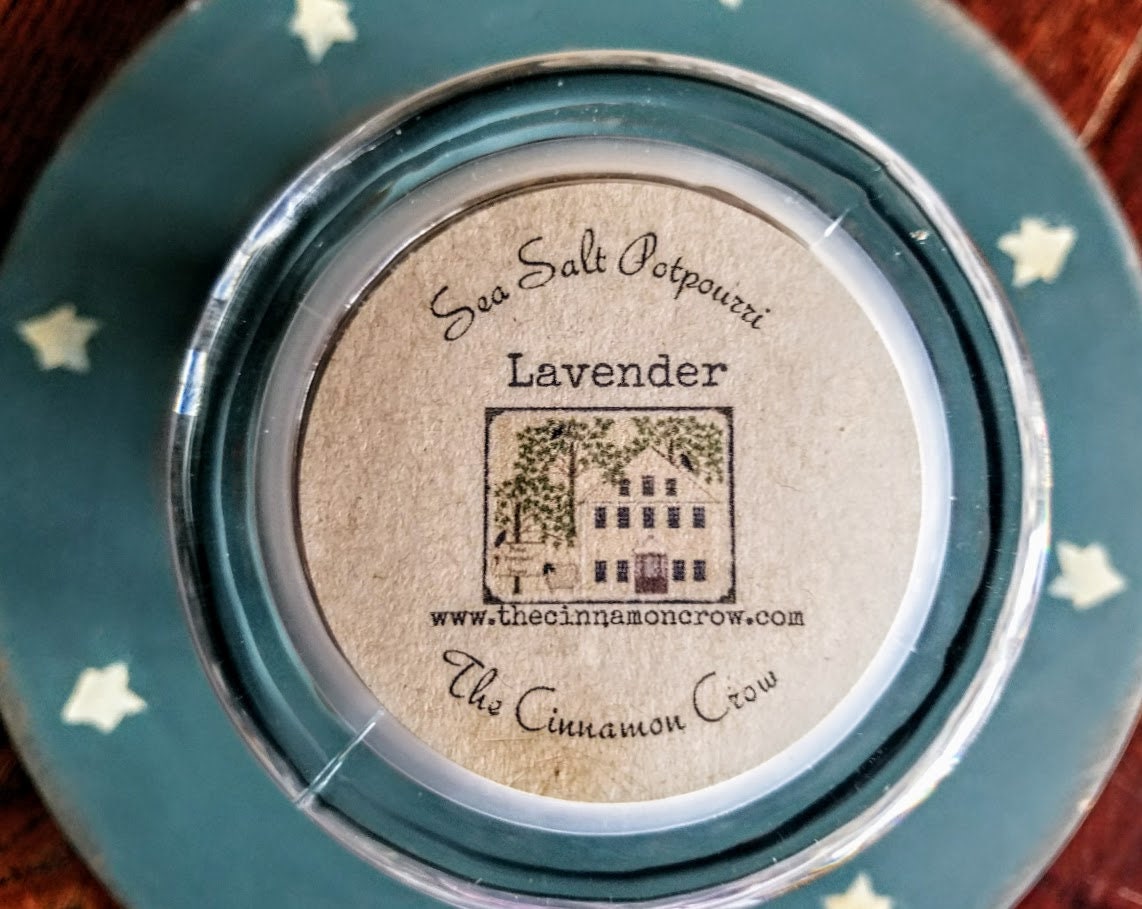 Sea Salt Potpourri
Lavender
www.thecinnamoncrow.com
The Cinnamon Crow